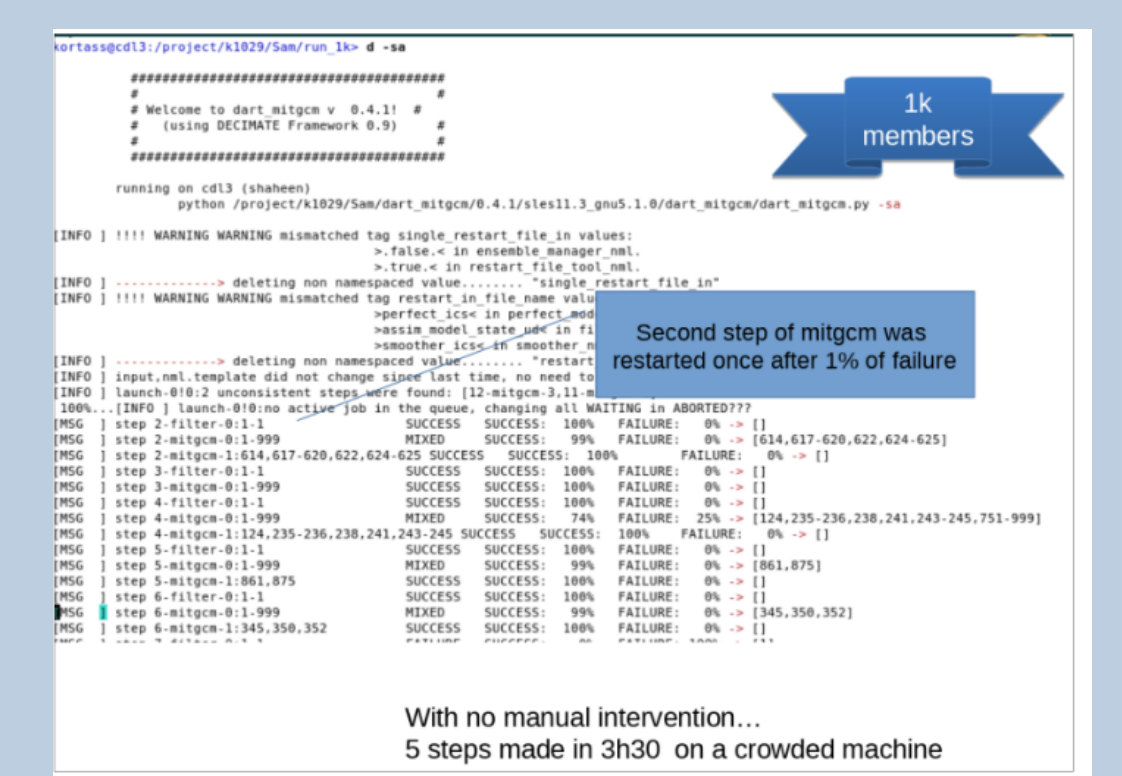 kortass@cdl3:/project/k1029/Sam/run_1k> d -sa
########################################
# #
# Welcome to dart_mitgcm v 0.4.1! #
# (using DECIMATE Framework 0.9) #
# #
########################################
1k
members
running on cdl3 (shaheen)
python /project/k1029/Sam/dart_mitgcm/0.4.1/sles11.3_gnu5.1.0/dart_mitgcm/dart_mitgcm.py -sa
[INFO ] !!!! WARNING WARNING mismatched tag single_restart_file_in values:
>.false.< in ensemble_manager_nml.
>.true.< in restart_file_tool_nml.
[INFO ] -------------> deleting non namespaced value........ "single_restart_file_in"
[INFO ] !!!! WARNING WARNING mismatched tag restart_in_file_name
>perfect_ics< in
>assim_model_state_ud< in
>smoother_ics< in
[INFO ] -------------> deleting non namespaced value........
[INFO ] input,nml.template did not change since last time, no need to
[INFO ] launch-0!0:2 unconsistent steps were found: [12-mitgcm-3,
100%...[INFO ] launch-0!0:no active job in the queue, changing all WAITING in ABORTED???
Second step of mitgcm was
restarted once after 1% of failure
[MSG ] step 2-filter-0:1-1 SUCCESS SUCCESS: 100% FAILURE: 0% -> []
[MSG ] step 2-mitgcm-0:1-999 MIXED SUCCESS: 99% FAILURE: 0% -> [614,617-620,622,624-625]
[MSG ] step 2-mitgcm-1:614,617-620,622,624-625 SUCCESS SUCCESS: 100% FAILURE: 0% -> []
[MSG ] step 3-filter-0:1-1 SUCCESS SUCCESS: 100% FAILURE: 0% -> []
[MSG ] step 3-mitgcm-0:1-999 SUCCESS SUCCESS: 100% FAILURE: 0% -> []
[MSG ] step 4-filter-0:1-1 SUCCESS SUCCESS: 100% FAILURE: 0% -> []
[MSG ] step 4-mitgcm-0:1-999 MIXED SUCCESS: 74% FAILURE: 25% -> [124,235-236,238,241,243-245,751-999]
[MSG ] step 4-mitgcm-1:124,235-236,238,241,243-245 SUCCESS SUCCESS: 100% FAILURE: 0% -> []
[MSG ] step 5-filter-0:1-1 SUCCESS SUCCESS: 100% FAILURE: 0% -> []
[MSG ] step 5-mitgcm-0:1-999 MIXED SUCCESS: 99% FAILURE: 0% -> [861,875]
[MSG ] step 5-mitgcm-1:861,875 SUCCESS SUCCESS: 100% FAILURE: 0% -> []
[MSG ] step 6-filter-0:1-1 SUCCESS SUCCESS: 100% FAILURE: 0% -> []
[MSG ] step 6-mitgcm-0:1-999 MIXED SUCCESS: 99% FAILURE: 0% -> [345,350,352]
[MSG ] step 6-mitgcm-1:345,350,352 SUCCESS SUCCESS: 100% FAILURE: 0% -> []
With no manual intervention…
5 steps made in 3h30 on a crowded machine